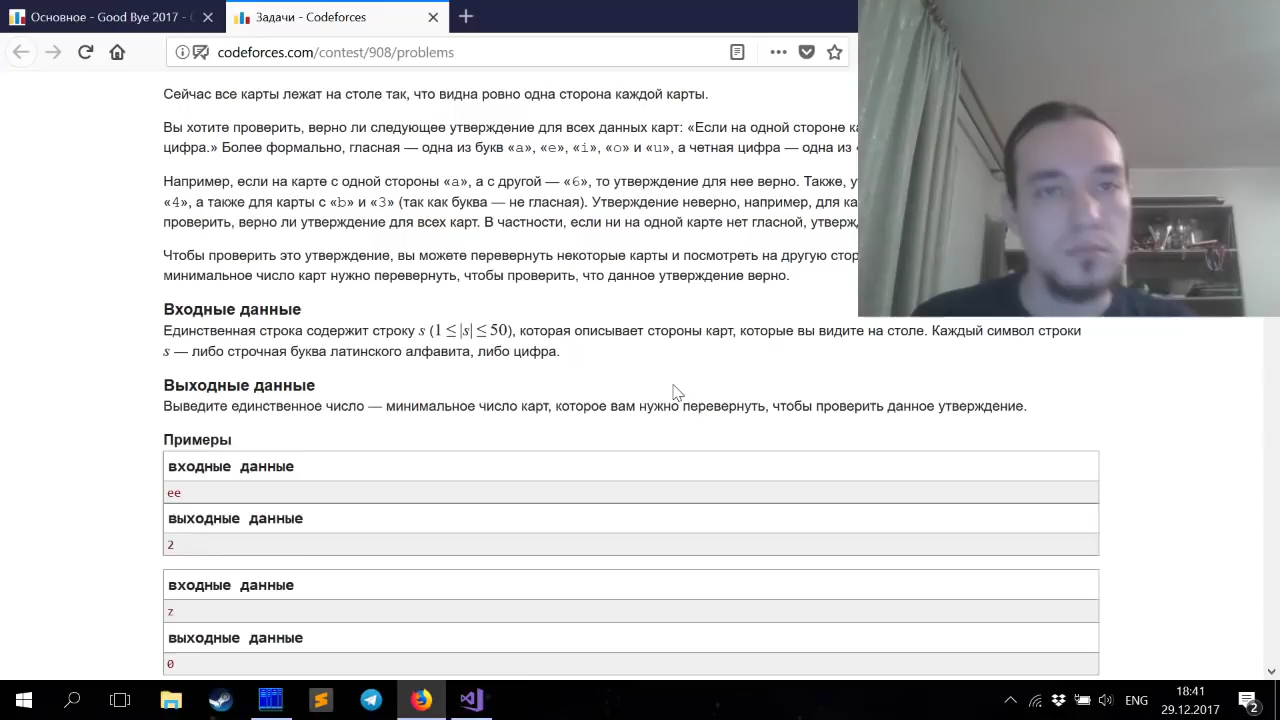 Основное - Good Bye 2017 -
Задачи - Codeforces
codeforces.com/contest/908/problems
Сейчас все карты лежат на столе так, что видна ровно одна сторона каждой карты.
Вы хотите проверить, верно ли следующее утверждение для всех данных карт: «Если на одной стороне
цифра.» Более формально, гласная — одна из букв «a», «e», «i», «o» и «u», а четная цифра — одна из
Например, если на карте с одной стороны «a», а с другой — «6», то утверждение для нее верно. Также,
«4», а также для карты с «b» и «3» (так как буква — не гласная). Утверждение неверно, например, для
проверить, верно ли утверждение для всех карт. В частности, если ни на одной карте нет гласной,
Чтобы проверить это утверждение, вы можете перевернуть некоторые карты и посмотреть на другую
минимальное число карт нужно перевернуть, чтобы проверить, что данное утверждение верно.
Входные данные
Единственная строка содержит строку s (1 ≤ |s| ≤ 50), которая описывает стороны карт, которые вы видите на столе. Каждый символ строки
s — либо строчная буква латинского алфавита, либо цифра.
Выходные данные
Выведите единственное число — минимальное число карт, которое вам нужно перевернуть, чтобы проверить данное утверждение.
Примеры
входные данные
ee
выходные данные
2
входные данные
z
выходные данные
0
ENG
18:41
29.12.2017
2